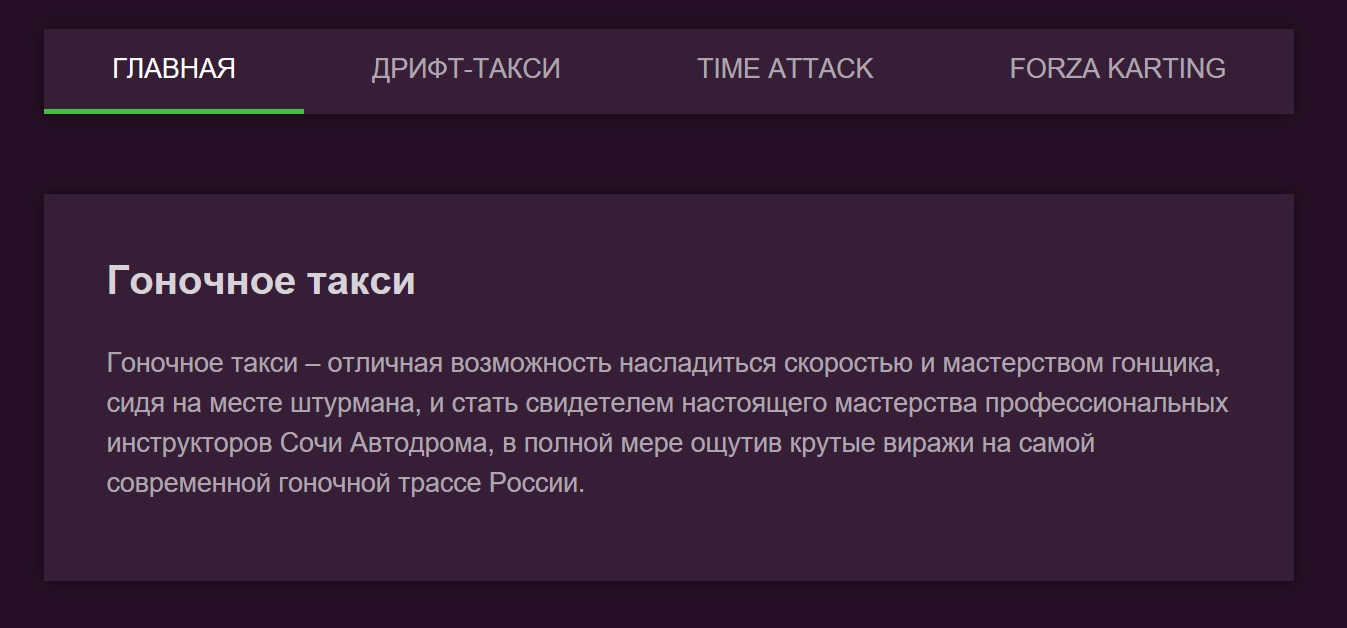 ГЛАВНАЯ ДРИФТ-ТАКСИ TIME ATTACK FORZA KARTING
Гоночное такси
Гоночное такси – отличная возможность насладиться скоростью и мастерством гонщика,
сидя на месте штурмана, и стать свидетелем настоящего мастерства профессиональных
инструкторов Сочи Автодрома, в полной мере ощутив крутые виражи на самой
современной гоночной трассе России.